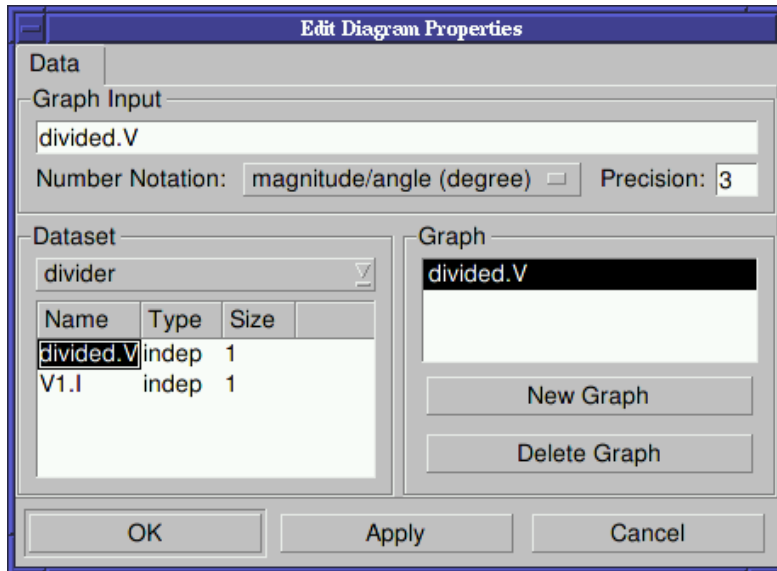 Edit Diagram Properties
Data
Graph Input
divided.V
Number Notation: magnitude/angle (degree) Precision: 3
Dataset
divider
Name Type Size
divided.V indep 1
V1.I indep 1
Graph
divided.V
New Graph
Delete Graph
OK Apply Cancel